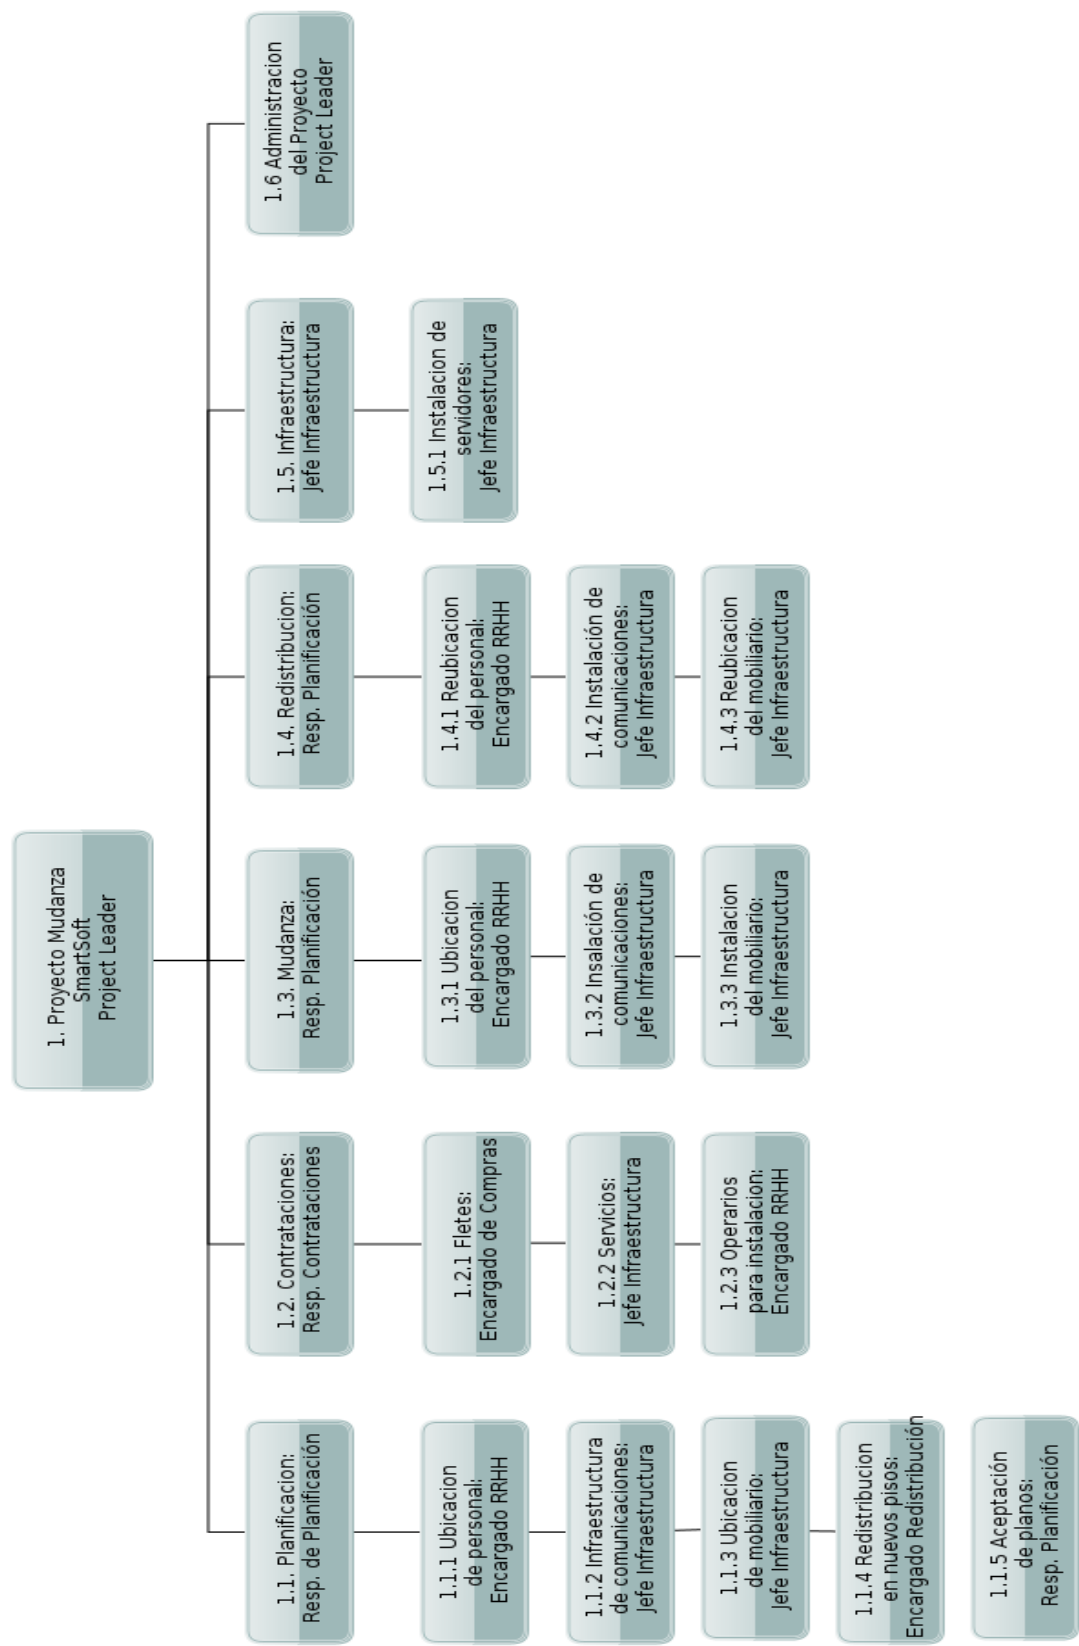 1. Proyecto Mudanza
SmartSoft
Project Leader
1.1. Planificacion:
Resp. de Planificación
1.1.1 Ubicacion
de personal:
Encargado RRHH
1.1.2 Infraestructura
de comunicaciones:
Jefe Infraestructura
1.1.3 Ubicacion
de mobiliario:
Jefe Infraestructura
1.1.4 Redistribucion
en nuevos pisos:
Encargado Redistribución
1.1.5 Aceptación
de planos:
Resp. Planificación
1.2. Contrataciones:
Resp. Contrataciones
1.2.1 Fletes:
Encargado de Compras
1.2.2 Servicios:
Jefe Infraestructura
1.2.3 Operarios
para instalacion:
Encargado RRHH
1.3. Mudanza:
Resp. Planificación
1.3.1 Ubicacion
del personal:
Encargado RRHH
1.3.2 Insalación de
comunicaciones:
Jefe Infraestructura
1.3.3 Instalacion
del mobiliario:
Jefe Infraestructura
1.4. Redistribucion:
Resp. Planificación
1.4.1 Reubicacion
del personal:
Encargado RRHH
1.4.2 Instalación de
comunicaciones:
Jefe Infraestructura
1.4.3 Reubicacion
del mobiliario:
Jefe Infraestructura
1.5. Infraestructura:
Jefe Infraestructura
1.5.1 Instalacion de
servidores:
Jefe Infraestructura
1.6 Administracion
del Proyecto
Project Leader